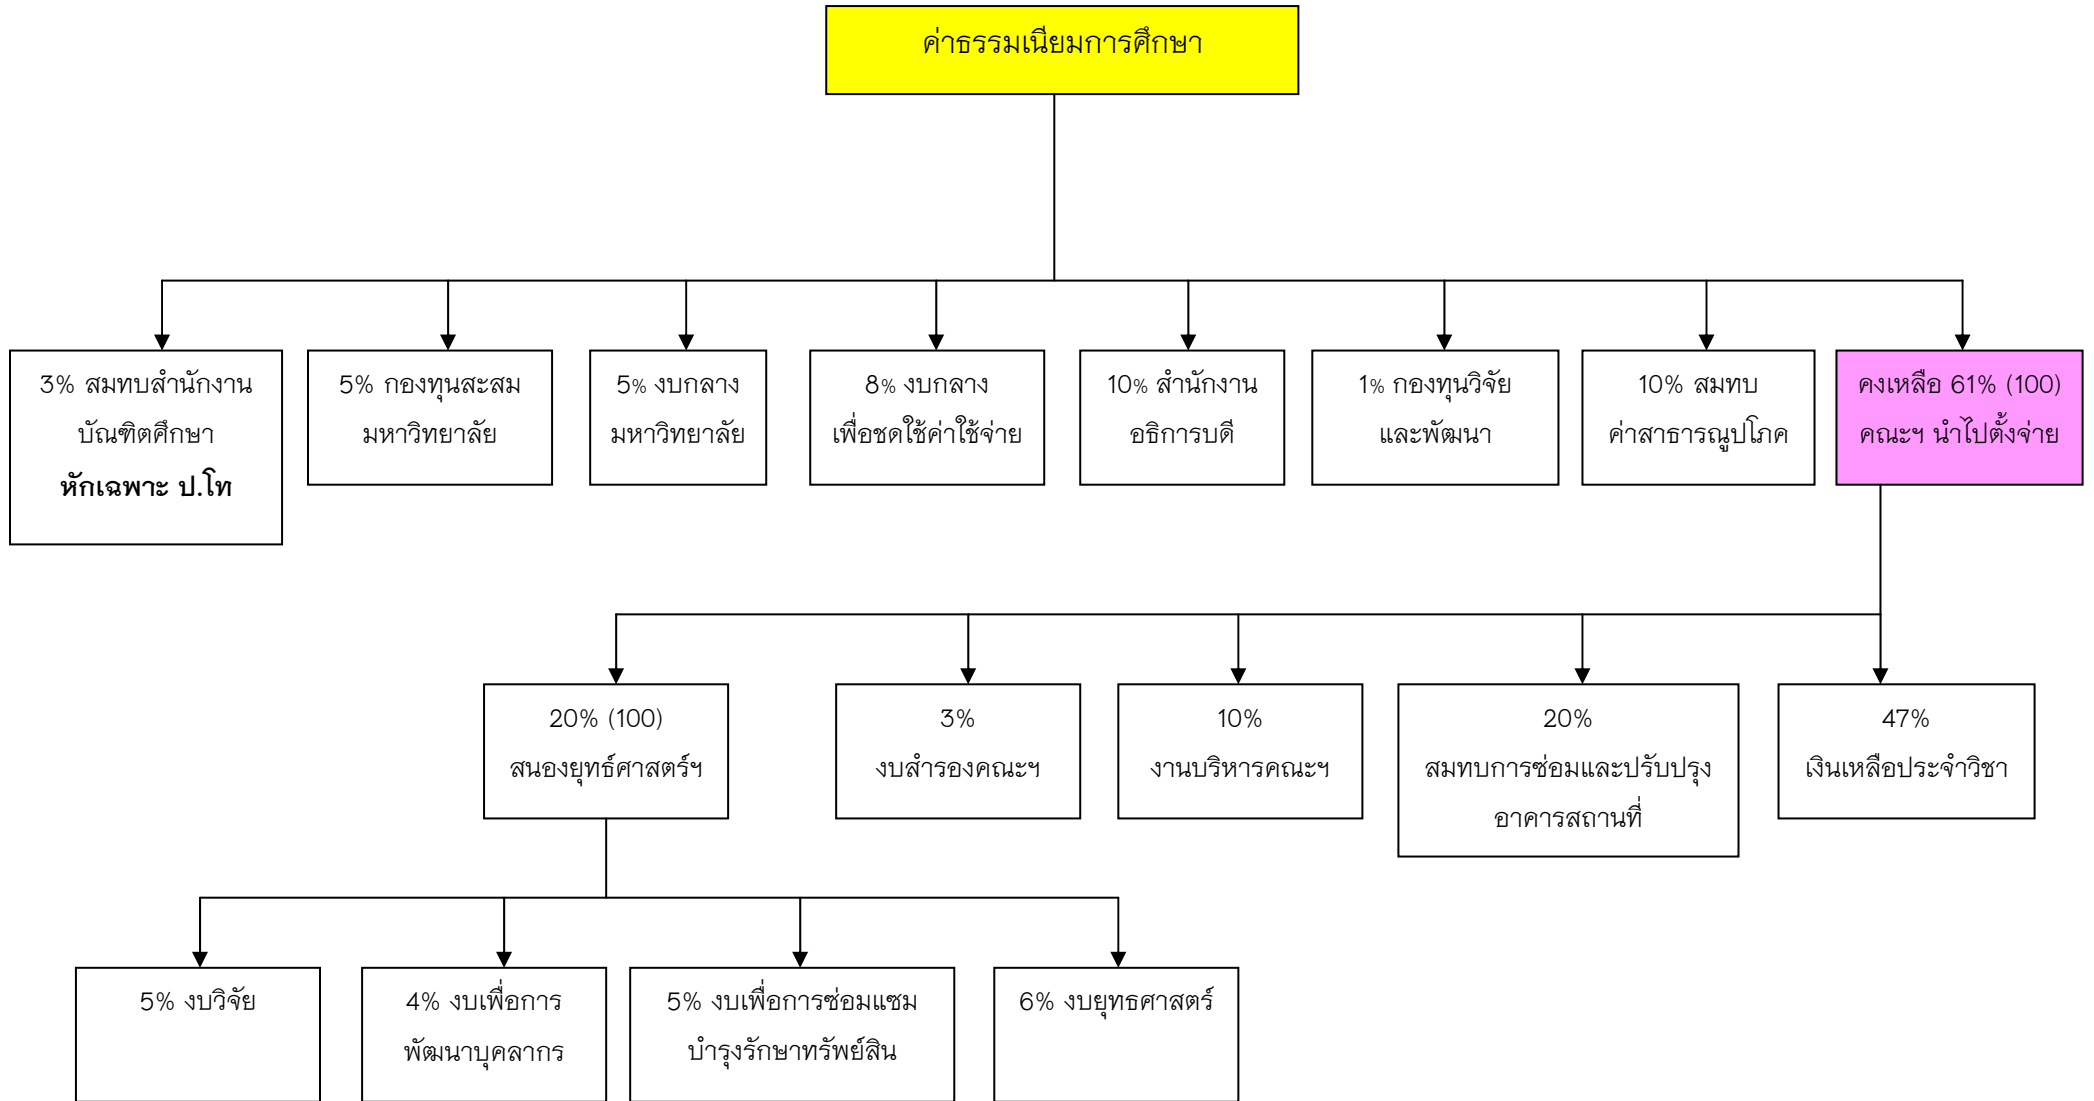 ค่าธรรมเนียมการศึกษา
3% สมทบสำนักงาน
บัณฑิตศึกษา
หักเฉพาะ ป.โท
5% กองทุนสะสม
มหาวิทยาลัย
5% งบกลาง
มหาวิทยาลัย
8% งบกลาง
เพื่อชดใช้ค่าใช้จ่าย
10% สำนักงาน
อธิการบดี
1% กองทุนวิจัย
และพัฒนา
10% สมทบ
ค่าสาธารณูปโภค
คงเหลือ 61% (100)
คณะฯ นำไปตั้งจ่าย
20% (100)
สนองยุทธ์ศาสตร์ฯ
3%
งบสำรองคณะฯ
10%
งานบริหารคณะฯ
20%
สมทบการซ่อมและปรับปรุง
อาคารสถานที่
47%
เงินเหลือประจำวิชา
5% งบวิจัย
4% งบเพื่อการ
พัฒนาบุคลากร
5% งบเพื่อการซ่อมแซม
บำรุงรักษาทรัพย์สิน
6% งบยุทธศาสตร์